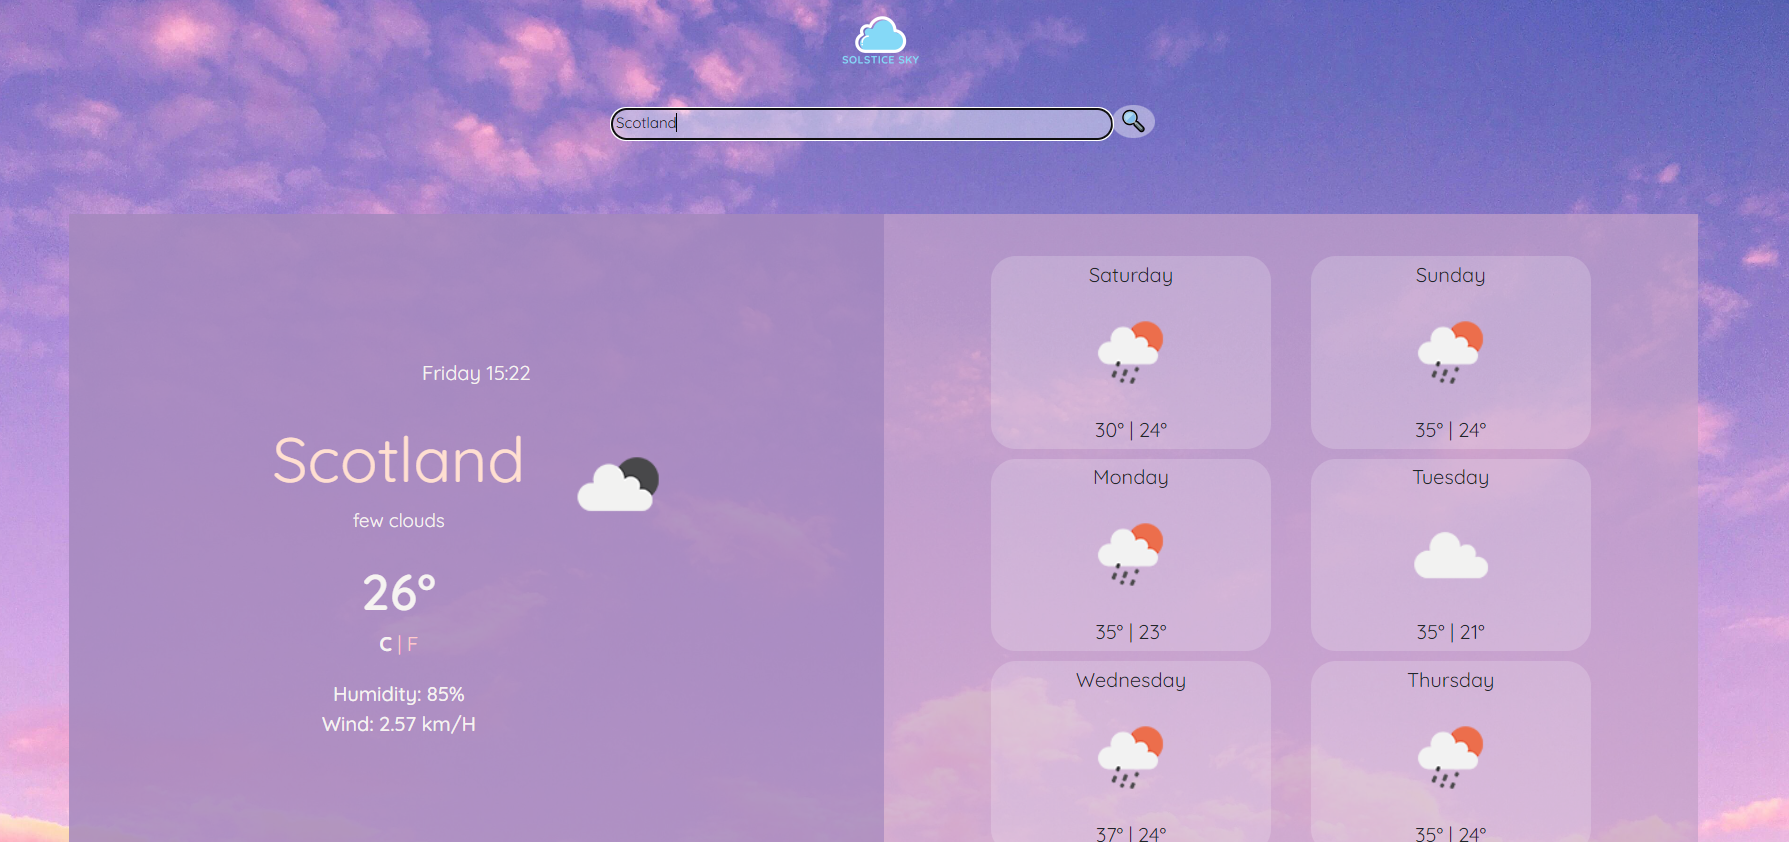 SOLSTICE SKY
Scotland
Friday 15:22
Scotland
few clouds
26°
C | F
Humidity: 85%
Wind: 2.57 km/H
Saturday
30° | 24°
Sunday
35° | 24°
Monday
35° | 23°
Tuesday
35° | 21°
Wednesday
37° | 24°
Thursday
35° | 24°